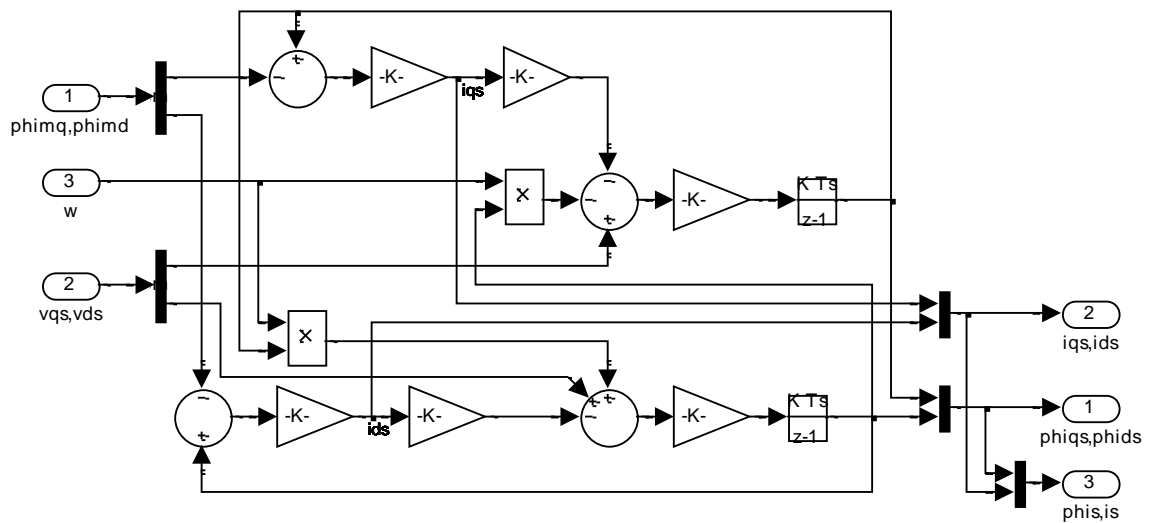 +
−
-K-
iqs
-K-
1
phimq,phimd
3
w
x
−
−
+
-K-
K Ts
z-1
2
vqs,vds
x
2
iqs,ids
−
+
-K-
ids
-K-
+
+
−
-K-
K Ts
z-1
1
phiqs,phids
3
phis,is